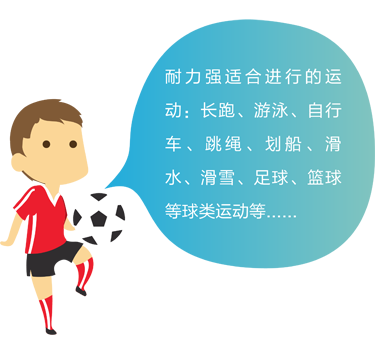 耐力强适合进行的运
动：长跑、游泳、自行
车、跳绳、划船、滑
水、滑雪、足球、篮球
等球类运动等......